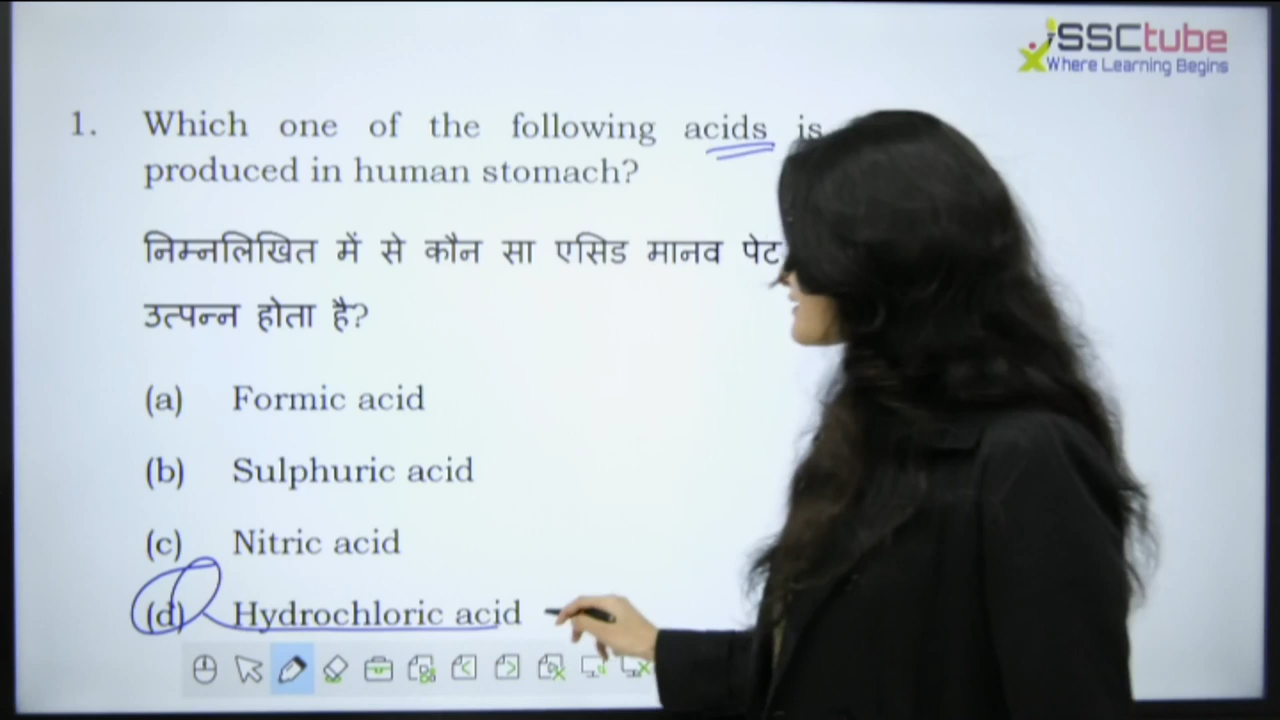 SSCtube
Where Learning Begins
1. Which one of the following acids is
produced in human stomach?
निम्नलिखित में से कौन सा एसिड मानव पेट
उत्पन्न होता है?
(a) Formic acid
(b) Sulphuric acid
(c) Nitric acid
(d) Hydrochloric acid